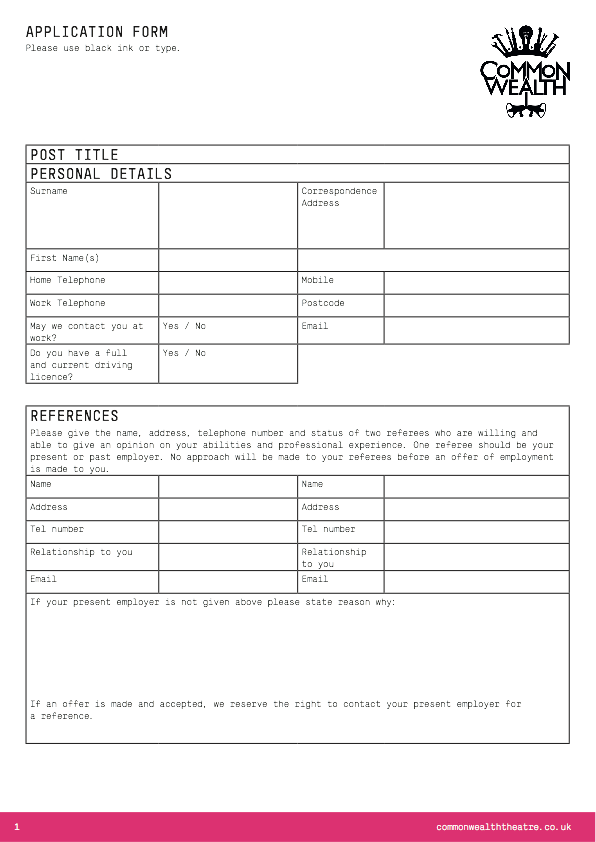 APPLICATION FORM
Please use black ink or type.
COMMON
WEALTH
POST TITLE
PERSONAL DETAILS
Surname
Correspondence
Address
First Name(s)
Home Telephone
Mobile
Work Telephone
Postcode
May we contact you at
work?
Yes / No
Email
Do you have a full
and current driving
licence?
Yes / No
REFERENCES
Please give the name, address, telephone number and status of two referees who are willing and
able to give an opinion on your abilities and professional experience. One referee should be your
present or past employer. No approach will be made to your referees before an offer of employment
is made to you.
Name
Name
Address
Address
Tel number
Tel number
Relationship to you
Relationship
to you
Email
Email
If your present employer is not given above please state reason why:
If an offer is made and accepted, we reserve the right to contact your present employer for
a reference.
1
commonwealththeatre.co.uk